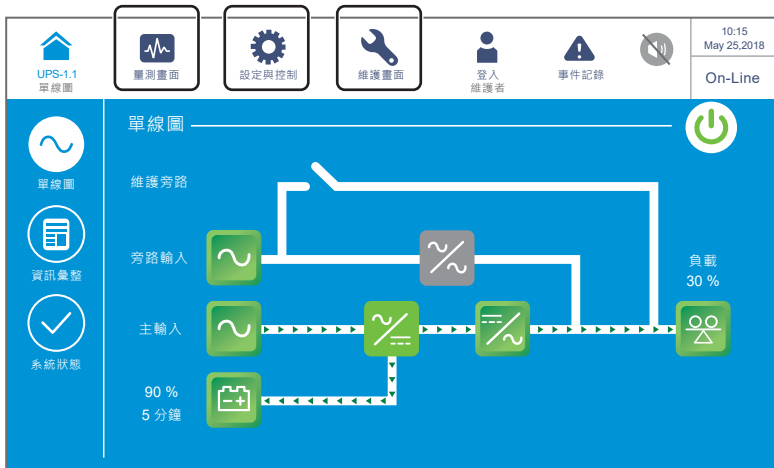 UPS-1.1
單線圖
量測畫面
設定與控制
維護畫面
登入
維護者
事件記錄
10:15
May 25,2018
On-Line
單線圖
資訊彙整
系統狀態
單線圖
維護旁路
旁路輸入
主輸入
90 %
5 分鐘
負載
30 %